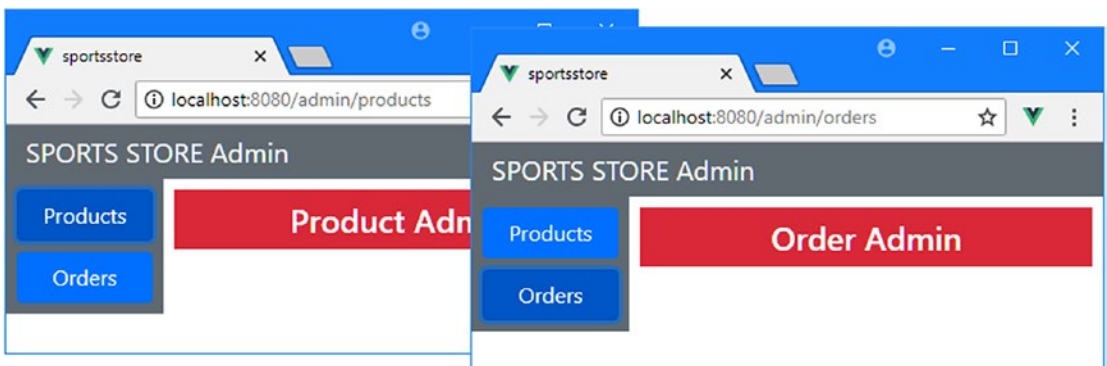 sportsstore
localhost:8080/admin/products
SPORTS STORE Admin
Products
Orders
Product
sportsstore
localhost:8080/admin/orders
SPORTS STORE Admin
Products
Orders
Order Admin